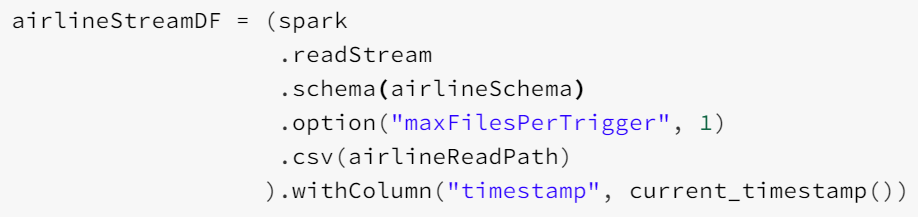 airlineStreamDF = (spark
                   .readStream
                   .schema(airlineSchema)
                   .option("maxFilesPerTrigger", 1)
                   .csv(airlineReadPath)
                  ).withColumn("timestamp", current_timestamp())